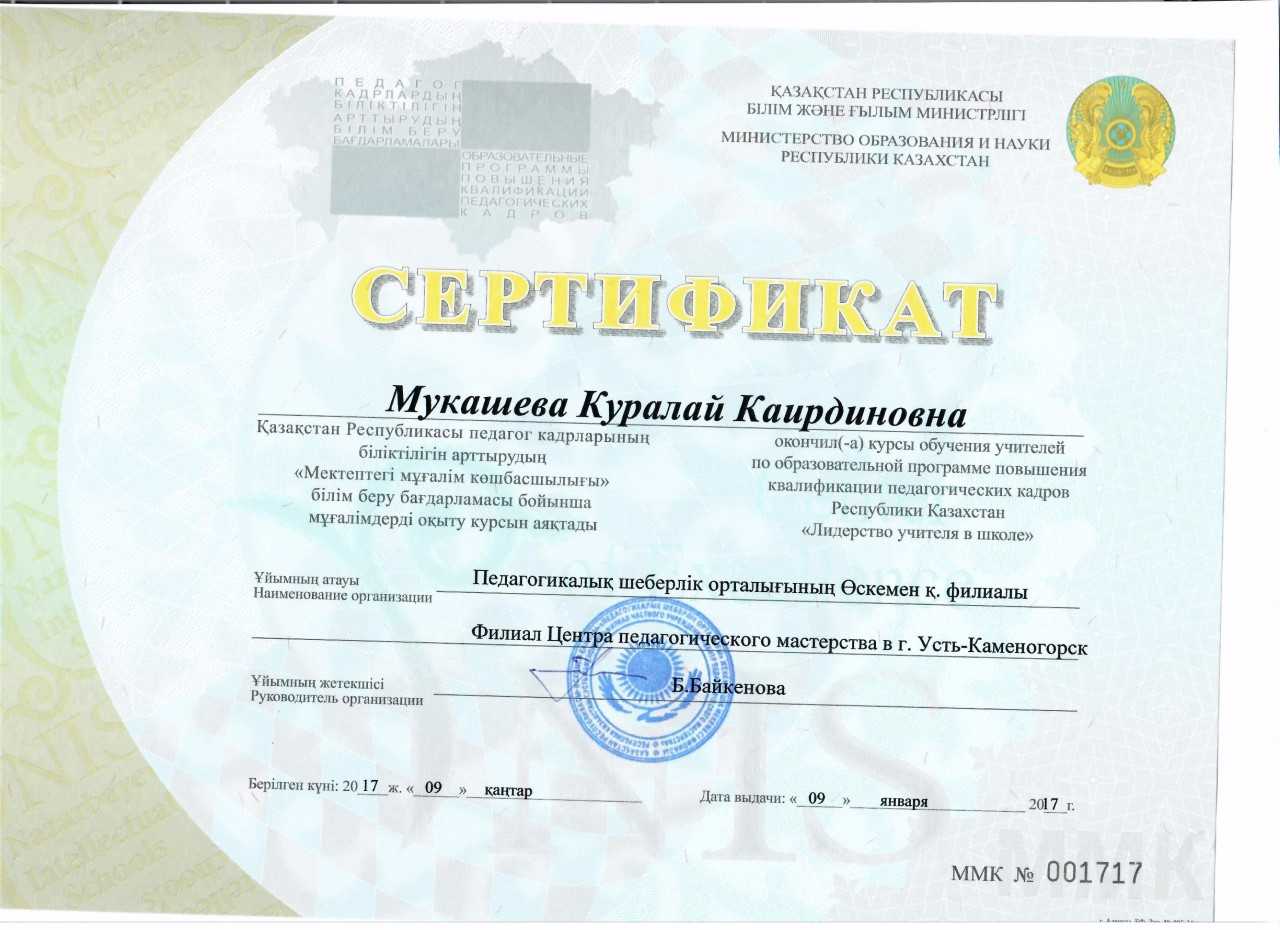 ПЕДАГОГ
КАДРЛАРДЫҢ
БІЛІКТІЛІГІН
АРТТЫРУДЫҢ
БІЛІМ БЕРУ
БАҒДАРЛАМАЛАРЫ
ОБРАЗОВАТЕЛЬНЫЕ
ПРОГРАММЫ
ПОВЫШЕНИЯ
КВАЛИФИКАЦИИ
ПЕДАГОГИЧЕСКИХ
КАДРОВ
ҚАЗАҚСТАН РЕСПУБЛИКАСЫ
БІЛІМ ЖӘНЕ ҒЫЛЫМ МИНИСТРЛІГІ
МИНИСТЕРСТВО ОБРАЗОВАНИЯ И НАУКИ
РЕСПУБЛИКИ КАЗАХСТАН
СЕРТИФИКАТ
Мукашева Куралай Каирдиновна
Қазақстан Республикасы педагог кадрларының
біліктілігін арттырудың
«Мектептегі мұғалім көшбасшылығы»
білім беру бағдарламасы бойынша
мұғалімдерді оқыту курсын аяқтады
окончил(-а) курсы обучения учителей
по образовательной программе повышения
квалификации педагогических кадров
Республики Казахстан
«Лидерство учителя в школе»
Ұйымның атауы
Наименование организации
Педагогикалық шеберлік орталығының Өскемен қ. филиалы
Филиал Центра педагогического мастерства в г. Усть-Каменогорск
Ұйымның жетекшісі
Руководитель организации
Б.Байкенова
Берілген күні: 2017 ж. «09» қаңтар
Дата выдачи: «09» января 2017 г.
ММК № 001717
ММК
NIS
Intellectual
Schools